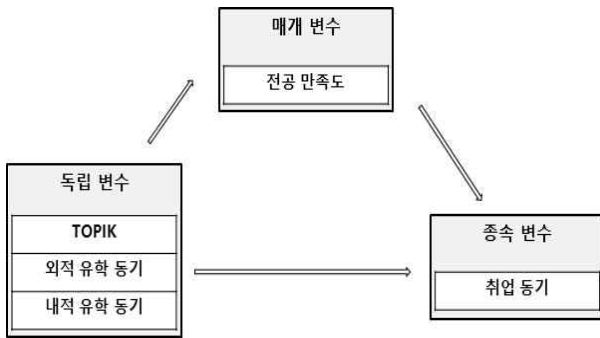 매개 변수
전공 만족도
독립 변수
TOPIK
외적 유학 동기
내적 유학 동기
종속 변수
취업 동기